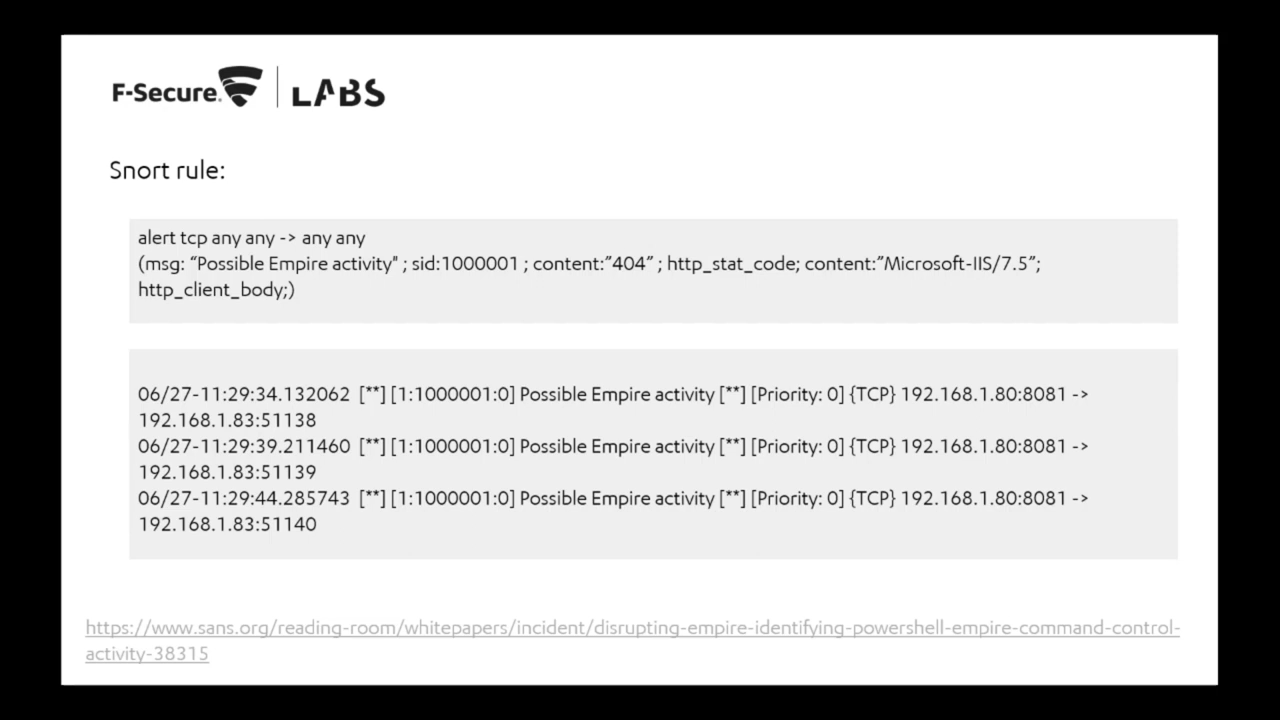 F-Secure. LABS
Snort rule:
alert tcp any any -> any any
(msg: “Possible Empire activity" ; sid:1000001 ; content:”404” ; http_stat_code; content:”Microsoft-IIS/7.5”;
http_client_body;)
06/27-11:29:34.132062 [**] [1:1000001:0] Possible Empire activity [**] [Priority: 0] {TCP} 192.168.1.80:8081 ->
192.168.1.83:51138
06/27-11:29:39.211460 [**] [1:1000001:0] Possible Empire activity [**] [Priority: 0] {TCP} 192.168.1.80:8081 ->
192.168.1.83:51139
06/27-11:29:44.285743 [**] [1:1000001:0] Possible Empire activity [**] [Priority: 0] {TCP} 192.168.1.80:8081 ->
192.168.1.83:51140
https://www.sans.org/reading-room/whitepapers/incident/disrupting-empire-identifying-powershell-empire-command-control-
activity-38315